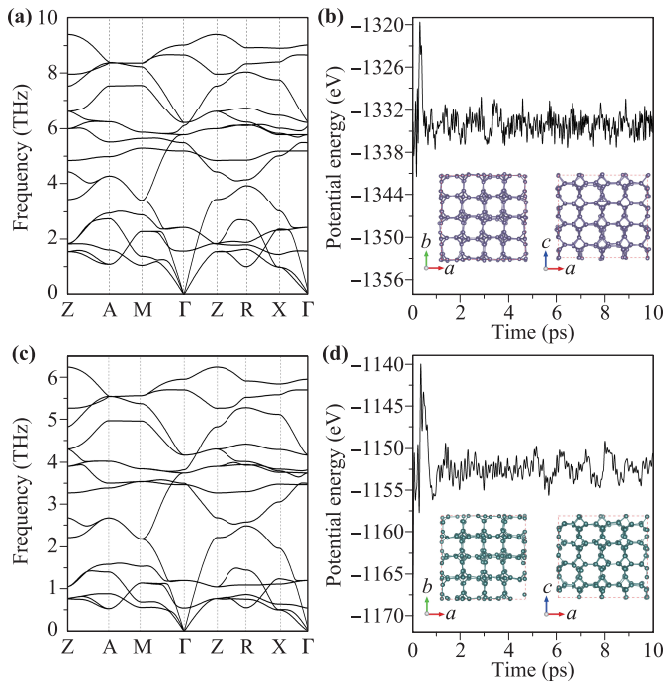 (a)
10
8
6
4
2
0
Frequency (THz)
Z A M Γ Z R X Γ
(b)
−1320
−1326
−1332
−1338
−1344
−1350
−1356
Potential energy (eV)
b
a
c
a
0 2 4 6 8 10
Time (ps)
(c)
6
5
4
3
2
1
0
Frequency (THz)
Z A M Γ Z R X Γ
(d)
−1140
−1145
−1150
−1155
−1160
−1165
−1170
Potential energy (eV)
b
a
c
a
0 2 4 6 8 10
Time (ps)